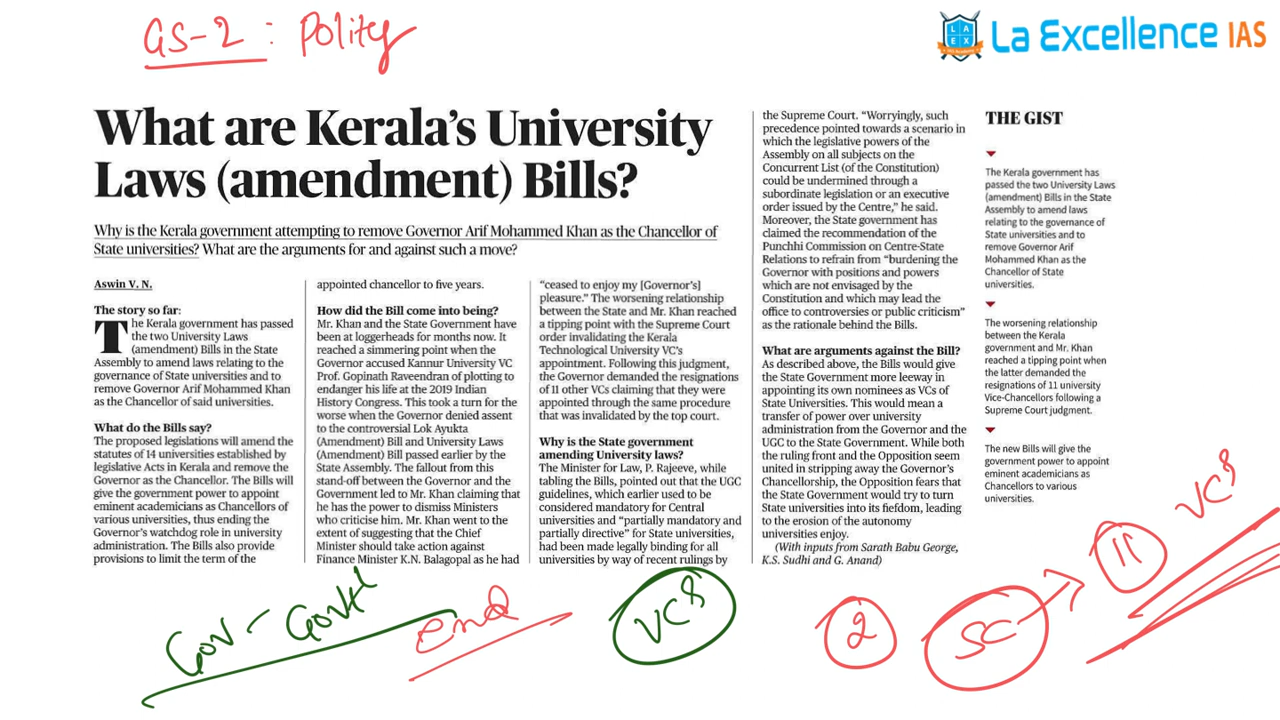 GS-2 : Polity
La Excellence IAS
What are Kerala's University
Laws (amendment) Bills?
Why is the Kerala government attempting to remove Governor Arif Mohammed Khan as the Chancellor of
State universities? What are the arguments for and against such a move?
Aswin V. N.
The story so far:
The Kerala government has passed
the two University Laws
(amendment) Bills in the State
Assembly to amend laws relating to the
governance of State universities and to
remove Governor Arif Mohammed Khan
as the Chancellor of said universities.
What do the Bills say?
The proposed legislations will amend the
statutes of 14 universities established by
legislative Acts in Kerala and remove the
Governor as the Chancellor. The Bills will
give the government power to appoint
eminent academicians as Chancellors of
various universities, thus ending the
Governor's watchdog role in university
administration. The Bills also provide
provisions to limit the term of the
appointed chancellor to five years.
How did the Bill come into being?
Mr. Khan and the State Government have
been at loggerheads for months now. It
reached a simmering point when the
Governor accused Kannur University VC
Prof. Gopinath Ravendran of plotting to
endanger his life at the 2019 Indian
History Congress. This took a turn for the
worse when the Governor denied assent
to the controversial Lok Ayukta
(Amendment) Bill and University Laws
(Amendment) Bill passed earlier by the
State Assembly. The fallout from this
stand-off between the Governor and the
Government led to Mr. Khan claiming that
he has the power to dismiss Ministers
who criticise him. Mr. Khan went to the
extent of suggesting that the Chief
Minister should take action against
Finance Minister K.N. Balagopal as he had
"ceased to enjoy my [Governor's]
pleasure." The worsening relationship
between the State and Mr. Khan reached
a tipping point with the Supreme Court
order invalidating the Kerala
Technological University VC's
appointment. Following this judgment,
the Governor demanded the resignations
of 11 other VCs claiming that they were
appointed through the same procedure
that was invalidated by the top court.
Why is the State government
amending University laws?
The Minister for Law, P. Rajeeve, while
tabling the Bills, pointed out that the UGC
guidelines, which earlier used to be
considered mandatory for Central
universities and "partially mandatory and
partially directive" for State universities,
had been made legally binding for all
universities by way of recent rulings by
the Supreme Court. "Worryingly, such
precedence pointed towards a scenario in
which the legislative powers of the
Assembly on all subjects on the
Concurrent List (of the Constitution)
could be undermined through a
subordinate legislation or an executive
order issued by the Centre," he said.
Moreover, the State government has
claimed the recommendation of the
Punchhi Commission on Centre-State
Relations to refrain from "burdening the
Governor with positions and powers
which are not envisaged by the
Constitution and which may lead the
office to controversies or public criticism"
as the rationale behind the Bills.
What are arguments against the Bill?
As described above, the Bills would give
the State Government more leeway in
appointing its own nominees as VCs of
State Universities. This would mean a
transfer of power over university
administration from the Governor and the
UGC to the State Government. While both
the ruling front and the Opposition seem
united in stripping away the Governor's
Chancellorship, the Opposition fears that
the State Government would try to turn
State universities into its fiefdom, leading
to the erosion of the autonomy
universities enjoy.
(With inputs from Sarath Babu George,
K.S. Sudhi and G. Anand)
THE GIST
The Kerala government has
passed the two University Laws
(amendment) Bills in the State
Assembly to amend laws
relating to the governance of
State universities and to
remove Governor Arif
Mohammed Khan as the
Chancellor of State
universities.
The worsening relationship
between the Kerala
government and Mr. Khan
reached a tipping point when
the latter demanded the
resignations of 11 university
Vice-Chancellors following a
Supreme Court judgment.
The new Bills will give the
government power to appoint
eminent academicians as
Chancellors to various
universities.
Gov - Govt
end
VCs
2
SC
11
VCs